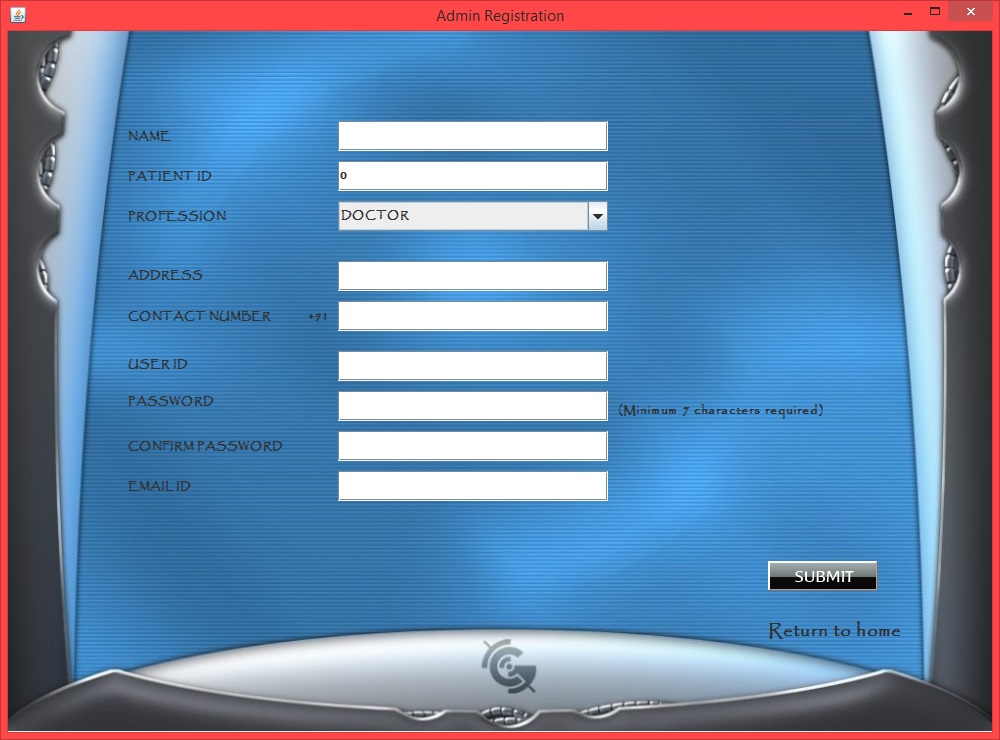 Admin Registration
NAME
PATIENT ID 0
PROFESSION DOCTOR
ADDRESS
CONTACT NUMBER +91
USER ID
PASSWORD (Minimum 7 characters required)
CONFIRM PASSWORD
EMAIL ID
SUBMIT
Return to home